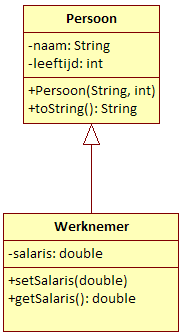 Persoon
-naam: String
-leeftijd: int
+Persoon(String, int)
+toString(): String
Werknemer
-salaris: double
+setSalaris(double)
+getSalaris(): double